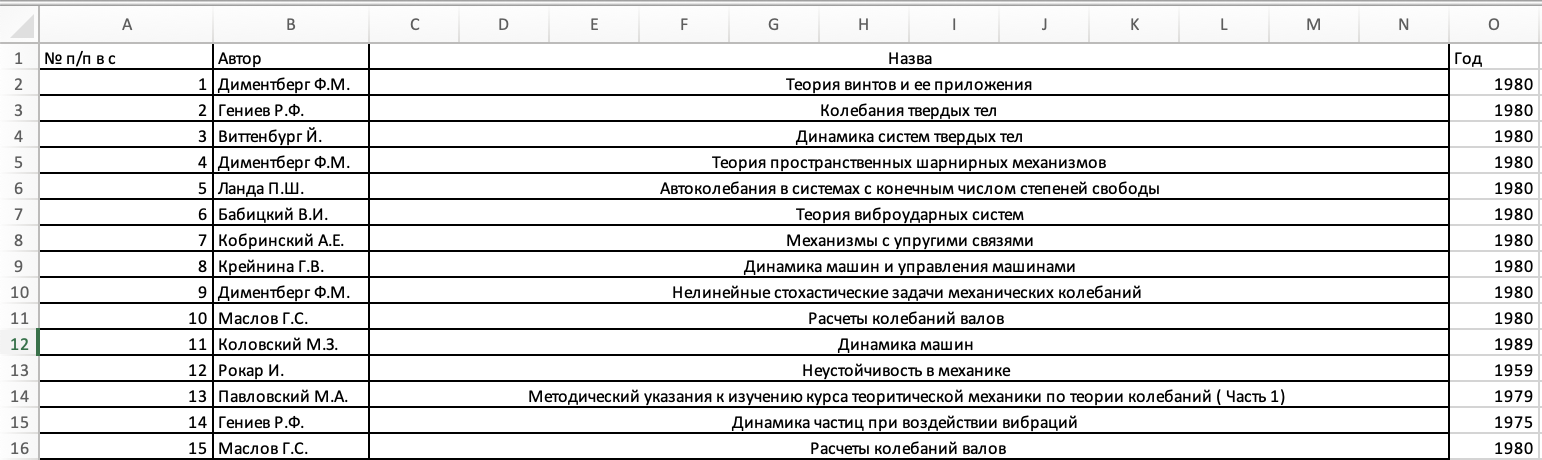 A B C D E F G H I J K L M N O
1 № п/п в с Автор Назва Год
2 1 Диментберг Ф.М. Теория винтов и ее приложения 1980
3 2 Гениев Р.Ф. Колебания твердых тел 1980
4 3 Виттенбург Й. Динамика систем твердых тел 1980
5 4 Диментберг Ф.М. Теория пространственных шарнирных механизмов 1980
6 5 Ланда П.Ш. Автоколебания в системах с конечным числом степеней свободы 1980
7 6 Бабицкий В.И. Теория виброударных систем 1980
8 7 Кобринский А.Е. Механизмы с упругими связями 1980
9 8 Крейнина Г.В. Динамика машин и управления машинами 1980
10 9 Диментберг Ф.М. Нелинейные стохастические задачи механических колебаний 1980
11 10 Маслов Г.С. Расчеты колебаний валов 1980
12 11 Коловский М.З. Динамика машин 1989
13 12 Рокар И. Неустойчивость в механике 1959
14 13 Павловский М.А. Методический указания к изучению курса теоритической механики по теории колебаний ( Часть 1) 1979
15 14 Гениев Р.Ф. Динамика частиц при воздействии вибраций 1975
16 15 Маслов Г.С. Расчеты колебаний валов 1980